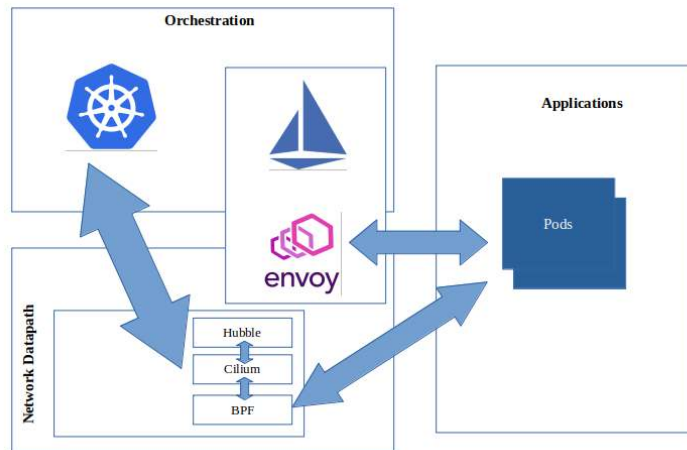 Orchestration
Applications
Pods
envoy
Network Datapath
Hubble
Cilium
BPF